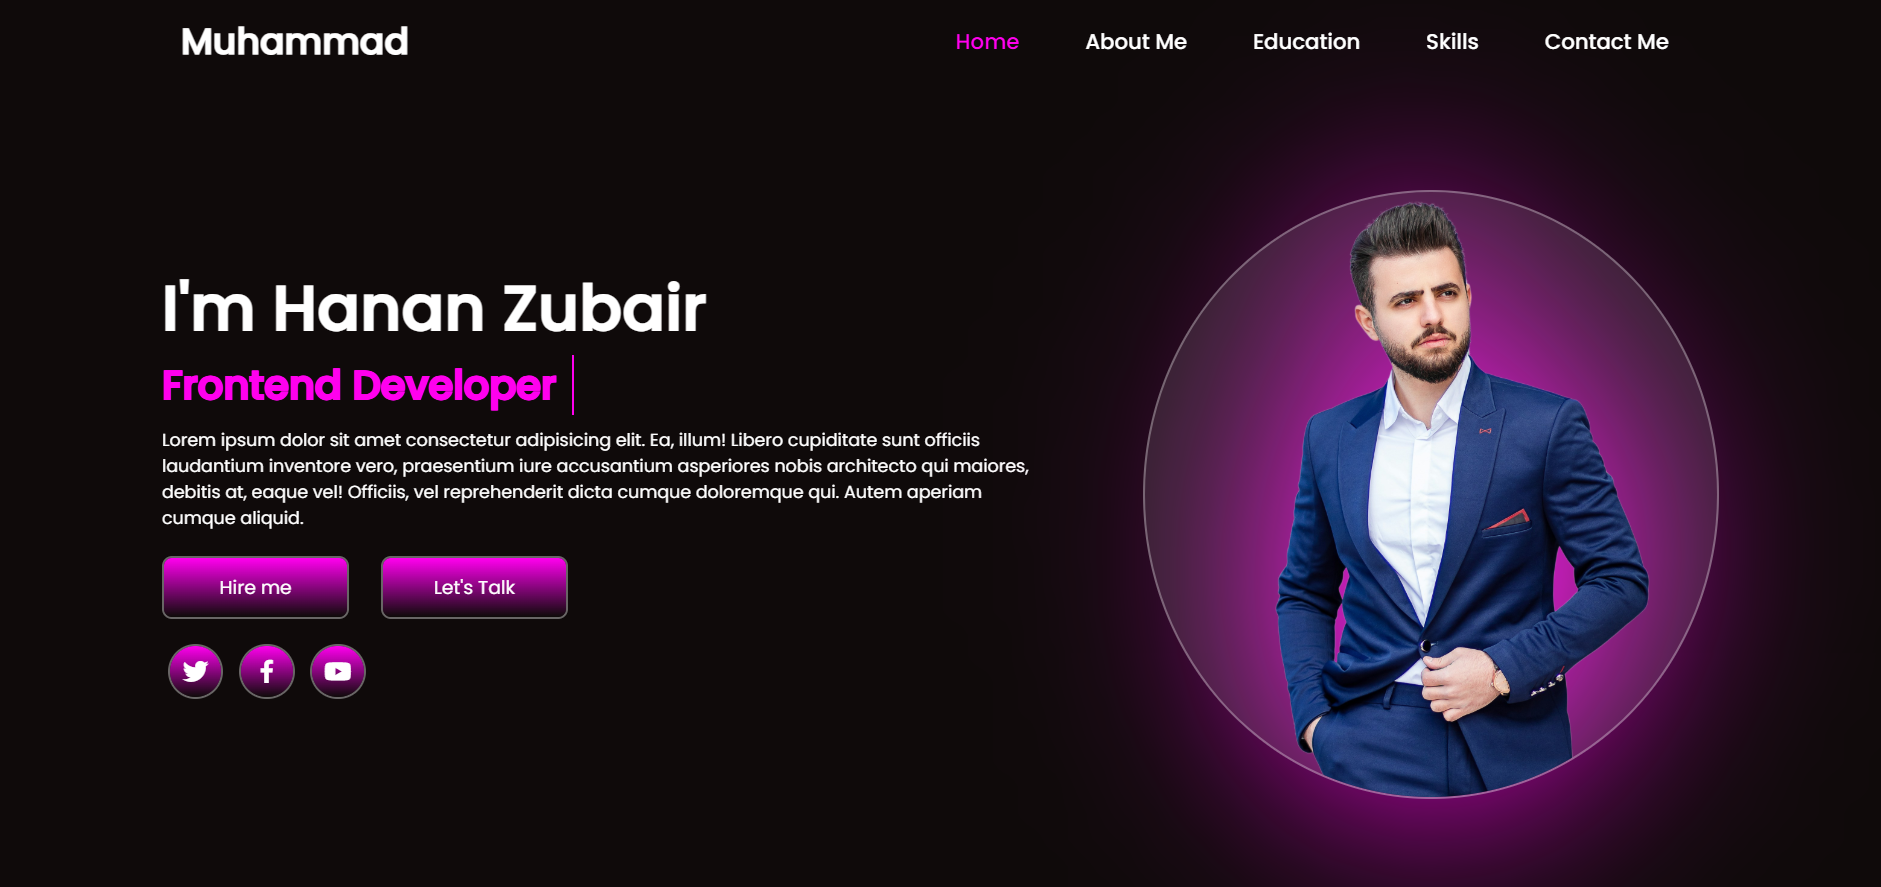 Muhammad
Home
About Me
Education
Skills
Contact Me
I'm Hanan Zubair
Frontend Developer
Lorem ipsum dolor sit amet consectetur adipisicing elit. Ea, illum! Libero cupiditate sunt officiis
laudantium inventore vero, praesentium iure accusantium asperiores nobis architecto qui maiores,
debitis at, eaque vel! Officiis, vel reprehenderit dicta cumque doloremque qui. Autem aperiam
cumque aliquid.
Hire me
Let's Talk